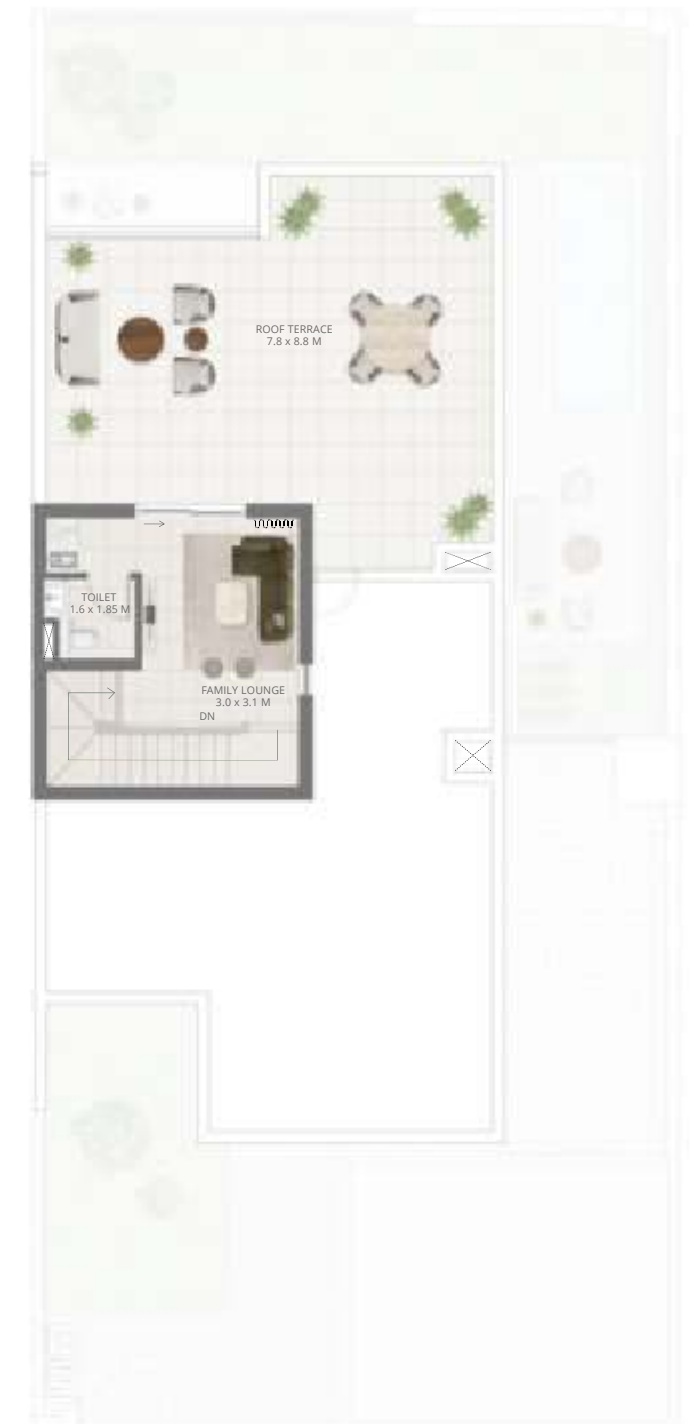 ROOF TERRACE
7.8 x 8.8 M
TOILET
1.6 x 1.85 M
FAMILY LOUNGE
3.0 x 3.1 M
DN